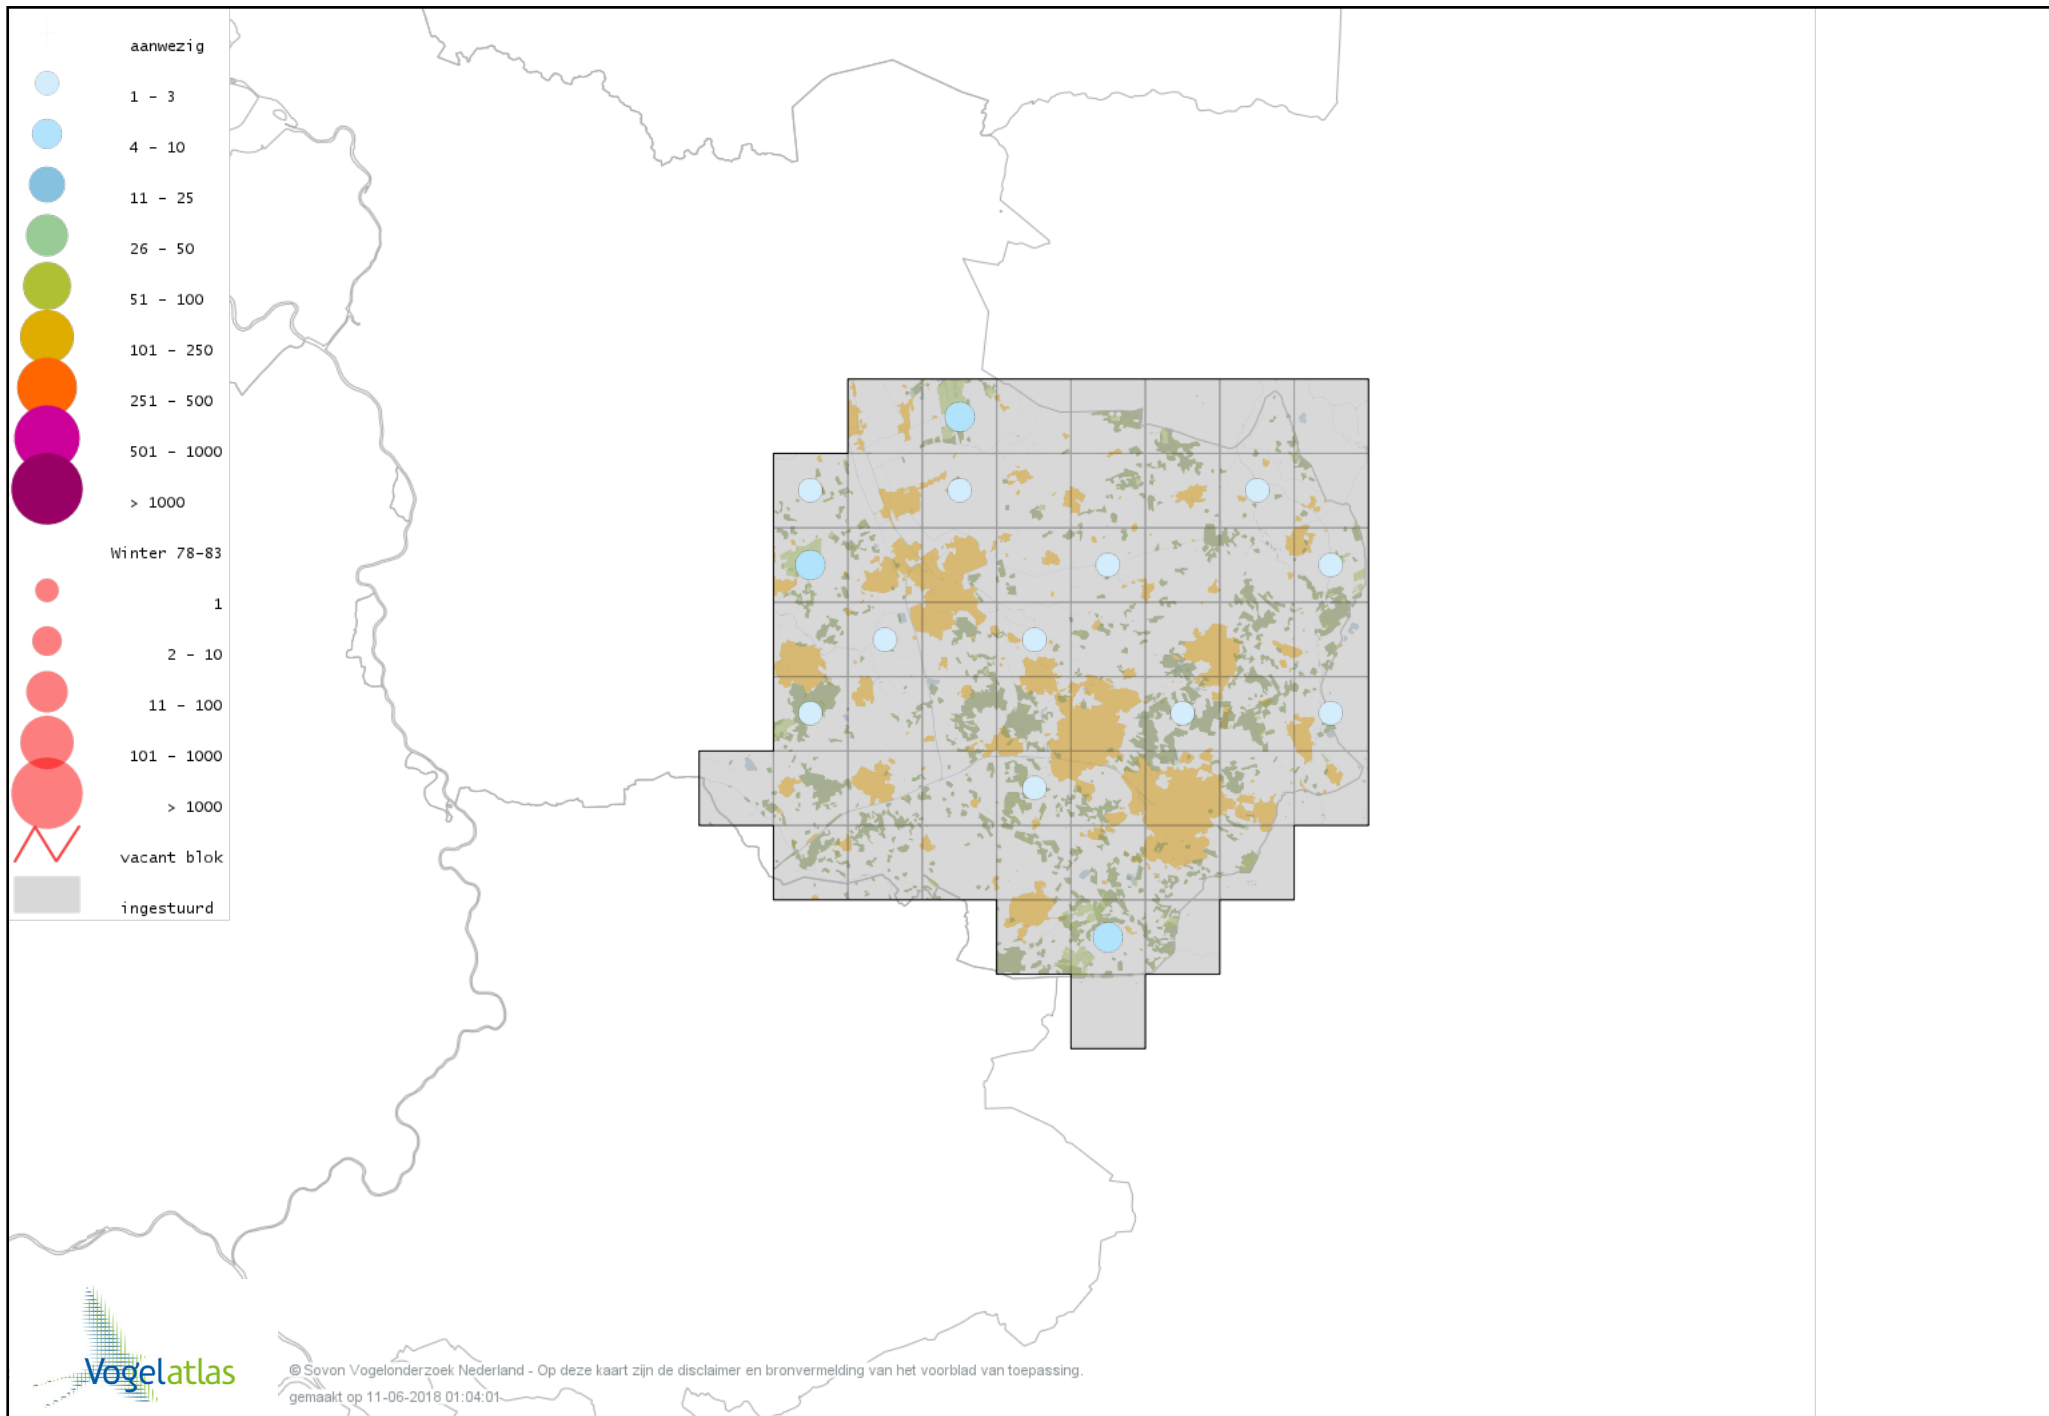 aanwezig
1 - 3
4 - 10
11 - 25
26 - 50
51 - 100
101 - 250
251 - 500
501 - 1000
> 1000
Winter 78-83
1
2 - 10
11 - 100
101 - 1000
> 1000
vacant blok
ingestuurd
Vogelatlas
© Sovon Vogelonderzoek Nederland - Op deze kaart zijn de disclaimer en bronvermelding van het voorblad van toepassing.
gemaakt op 11-06-2018 01:04:01